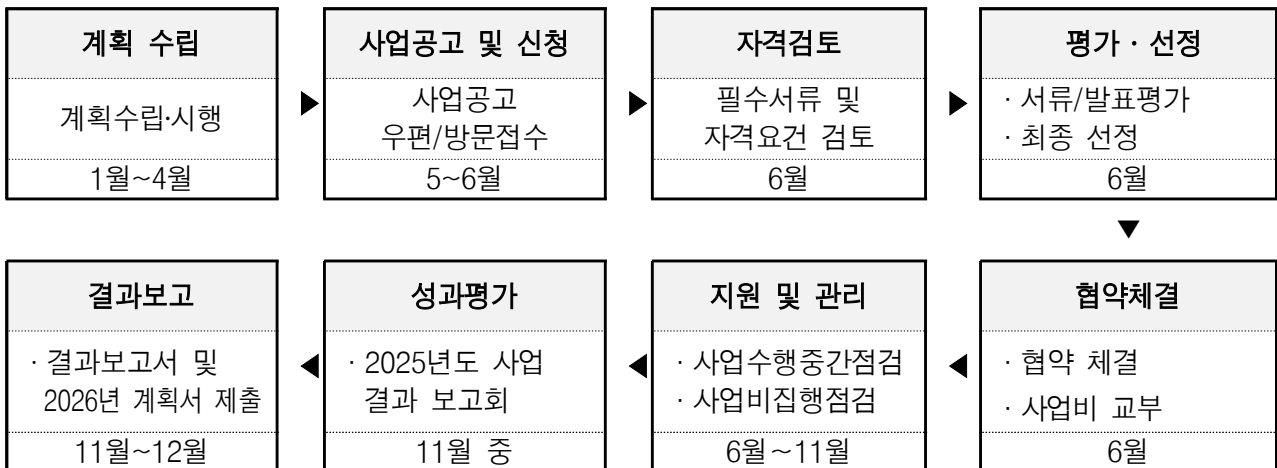 계획 수립
계획수립·시행
1월~4월
▶
사업공고 및 신청
사업공고
우편/방문접수
5~6월
▶
자격검토
필수서류 및
자격요건 검토
6월
▶
평가 · 선정
· 서류/발표평가
· 최종 선정
6월
▼
협약체결
· 협약 체결
· 사업비 교부
6월
◀
지원 및 관리
· 사업수행중간점검
· 사업비집행점검
6월~11월
◀
성과평가
· 2025년도 사업
결과 보고회
11월 중
◀
결과보고
· 결과보고서 및
2026년 계획서 제출
11월~12월